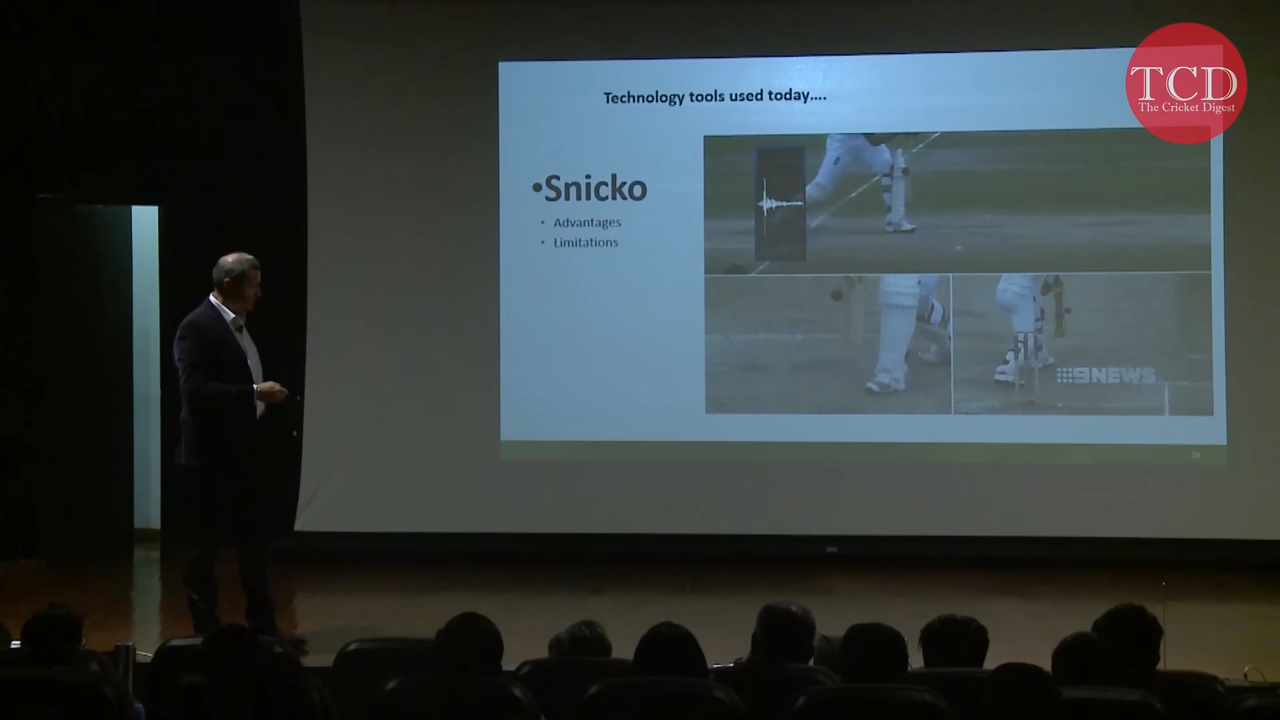 Technology tools used today....
•Snicko
• Advantages
• Limitations
9NEWS
TCD
The Cricket Digest